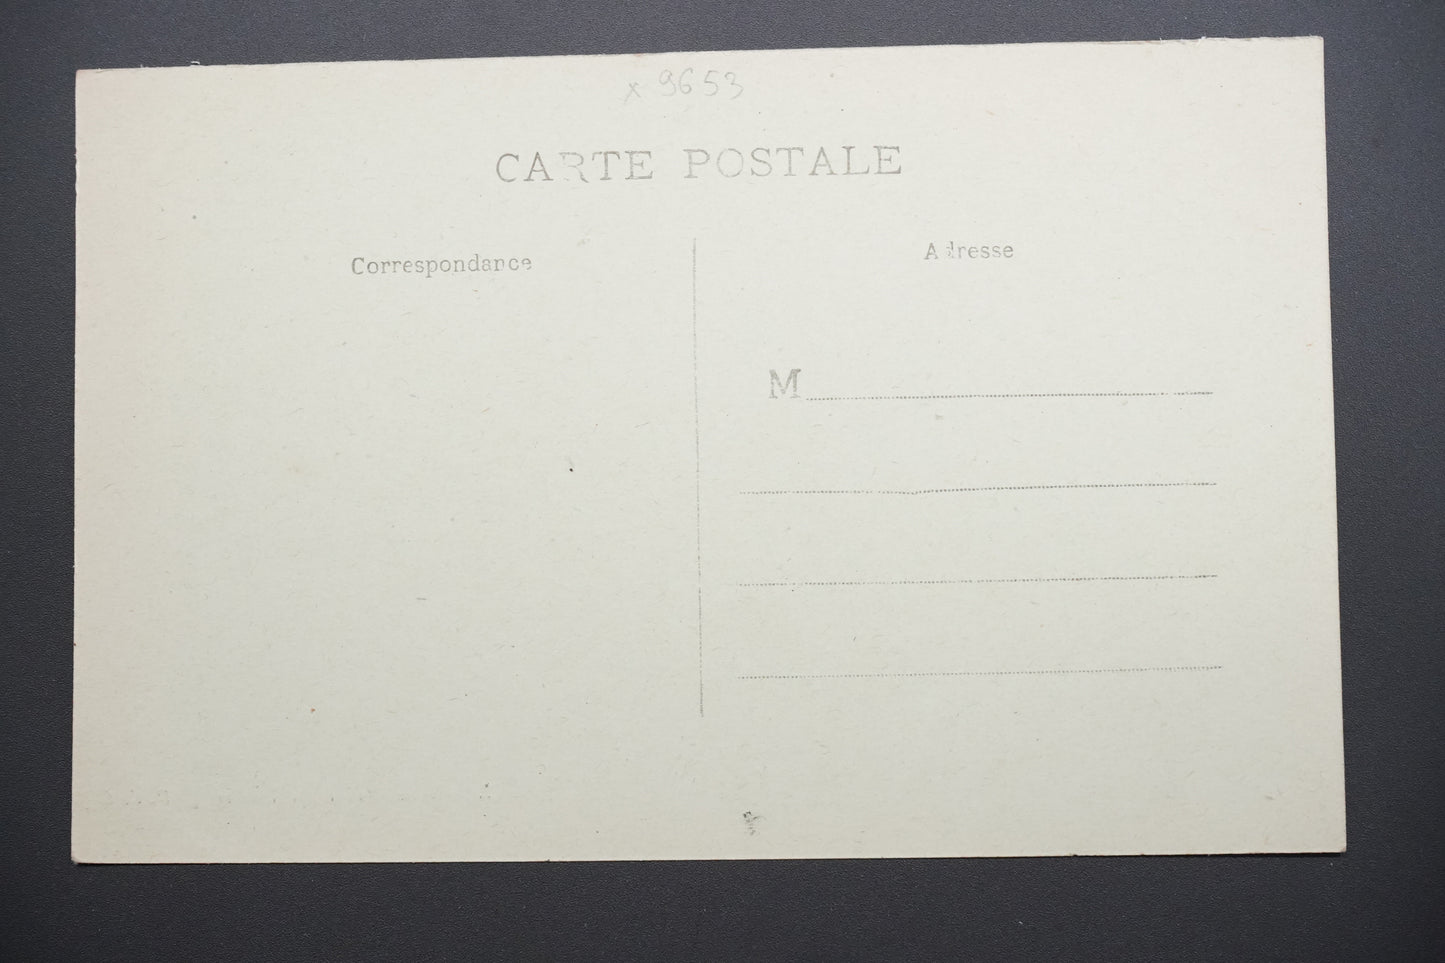 x 9653
CARTE POSTALE
Correspondance
Adresse
M